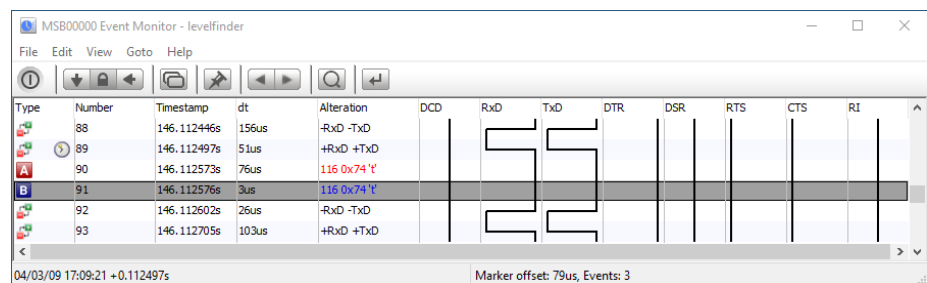 MSB00000 Event Monitor - levelfinder
File Edit View Goto Help
Type Number Timestamp dt Alteration DCD RxD TxD DTR DSR RTS CTS RI
88 146.112446s 156us -RxD -TxD
89 146.112497s 51us +RxD +TxD
A 90 146.112573s 76us 116 0x74 't'
B 91 146.112576s 3us 116 0x74 't'
92 146.112602s 26us -RxD -TxD
93 146.112705s 103us +RxD +TxD
04/03/09 17:09:21 +0.112497s Marker offset: 79us, Events: 3